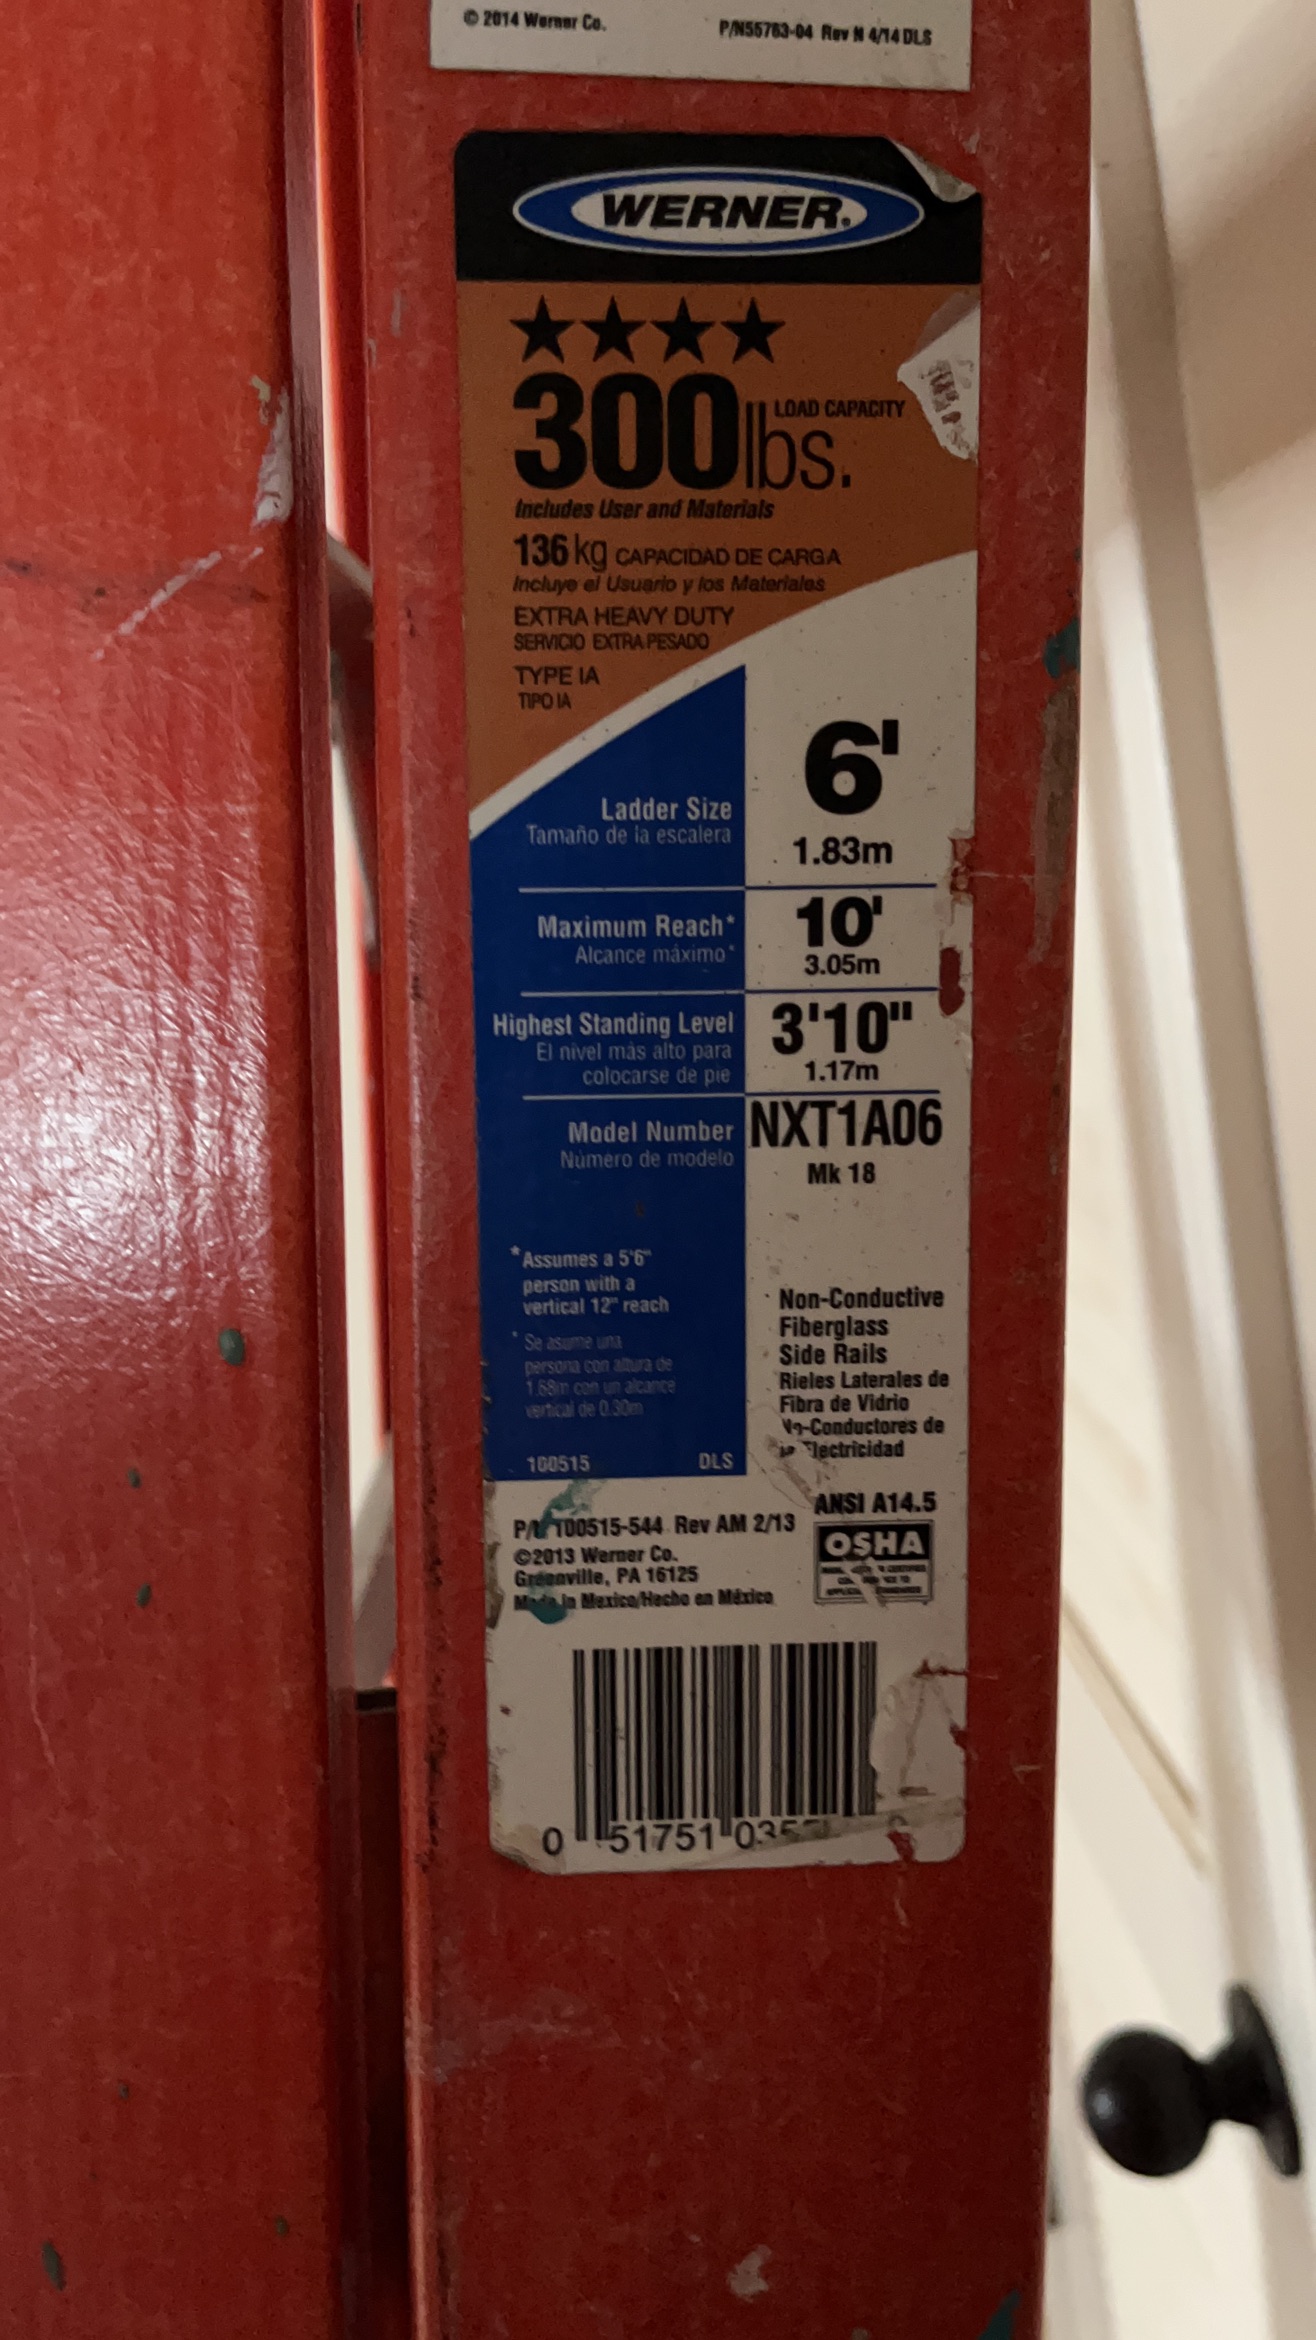 © 2014 Werner Co. P/N55763-04 Rev N 4/14 DLS
WERNER.
300 lbs. LOAD CAPACITY
Includes User and Materials
136 kg CAPACIDAD DE CARGA
Incluye el Usuario y los Materiales
EXTRA HEAVY DUTY
SERVICIO EXTRA PESADO
TYPE IA
TIPO IA
Ladder Size 6'
Tamaño de la escalera 1.83m
Maximum Reach* 10'
Alcance máximo* 3.05m
Highest Standing Level 3'10"
El nivel más alto para
colocarse de pie 1.17m
Model Number NXT1A06
Número de modelo Mk 18
*Assumes a 5'6"
person with a
vertical 12" reach
* Se asume una
persona con altura de
1.68m con un alcance
vertical de 0.30m
100515 DLS
Non-Conductive
Fiberglass
Side Rails
Rieles Laterales de
Fibra de Vidrio
No-Conductores de
Electricidad
P/N 100515-544 Rev AM 2/13
©2013 Werner Co.
Greenville, PA 16125
Made in Mexico/Hecho en México
ANSI A14.5
OSHA
0 51751 035